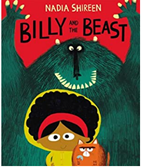 NADIA SHIREEN
BILLY AND THE BEAST